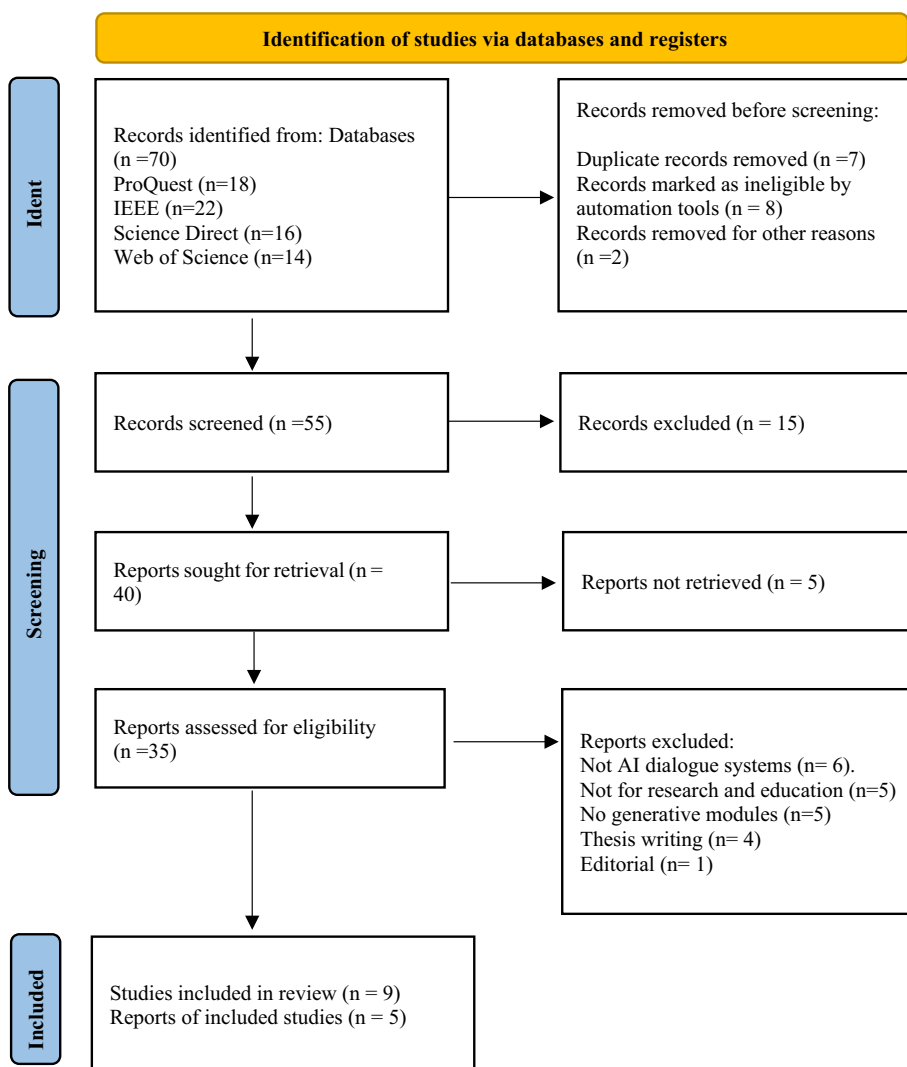 Identification of studies via databases and registers
Ident
Records identified from: Databases
(n =70)
ProQuest (n=18)
IEEE (n=22)
Science Direct (n=16)
Web of Science (n=14)
Records removed before screening:
Duplicate records removed (n =7)
Records marked as ineligible by
automation tools (n = 8)
Records removed for other reasons
(n =2)
Screening
Records screened (n =55)
Records excluded (n = 15)
Reports sought for retrieval (n =
40)
Reports not retrieved (n = 5)
Reports assessed for eligibility
(n =35)
Reports excluded:
Not AI dialogue systems (n= 6).
Not for research and education (n=5)
No generative modules (n=5)
Thesis writing (n= 4)
Editorial (n= 1)
Included
Studies included in review (n = 9)
Reports of included studies (n = 5)